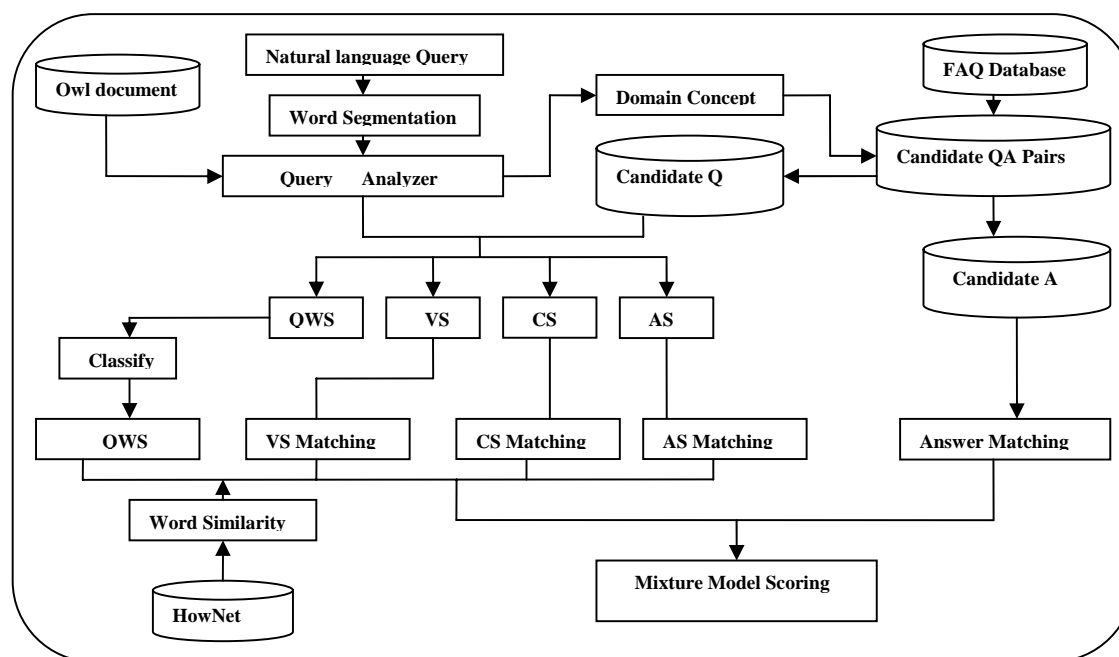 Natural language Query
FAQ Database
Owl document
Domain Concept
Word Segmentation
Candidate QA Pairs
Query Analyzer
Candidate Q
Candidate A
QWS
VS
CS
AS
Classify
QWS
VS Matching
CS Matching
AS Matching
Answer Matching
Word Similarity
Mixture Model Scoring
HowNet